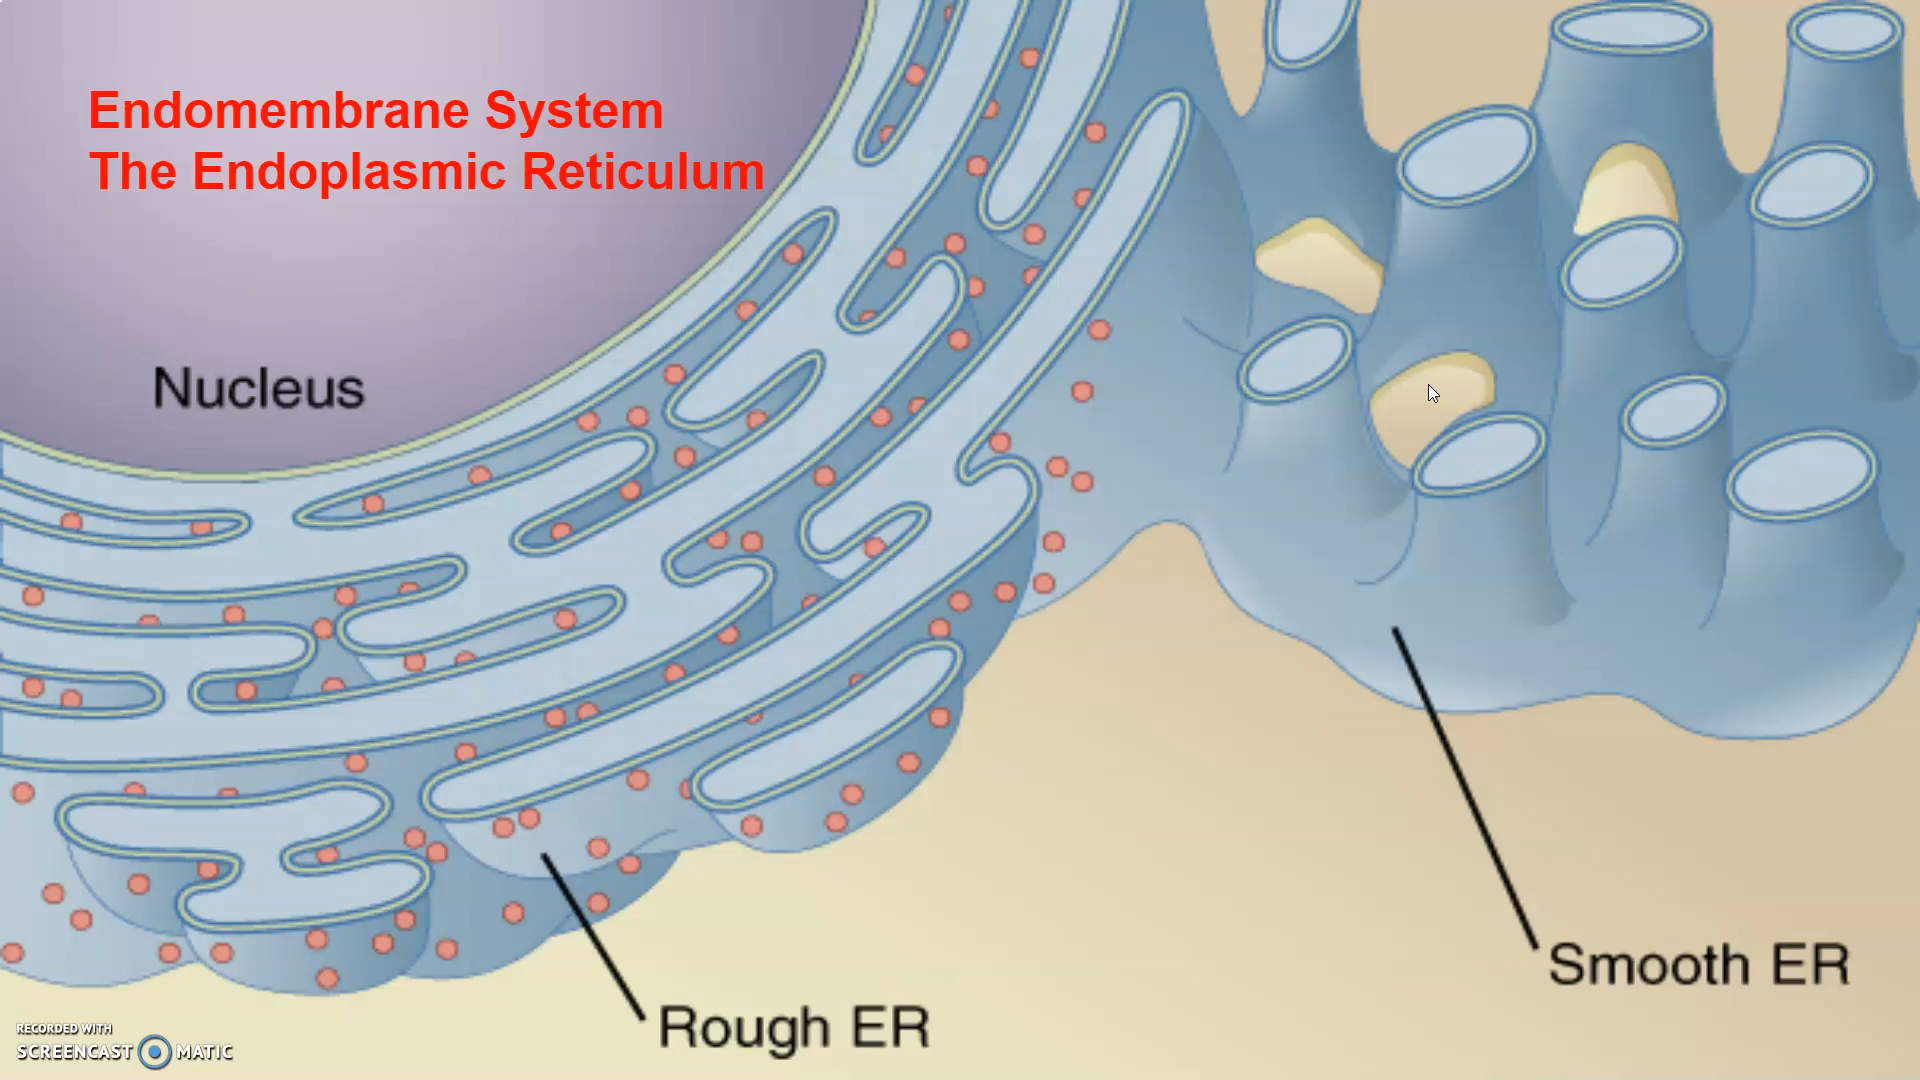 Endomembrane System
The Endoplasmic Reticulum
Nucleus
Smooth ER
Rough ER
RECORDED WITH
SCREENCAST MATIC